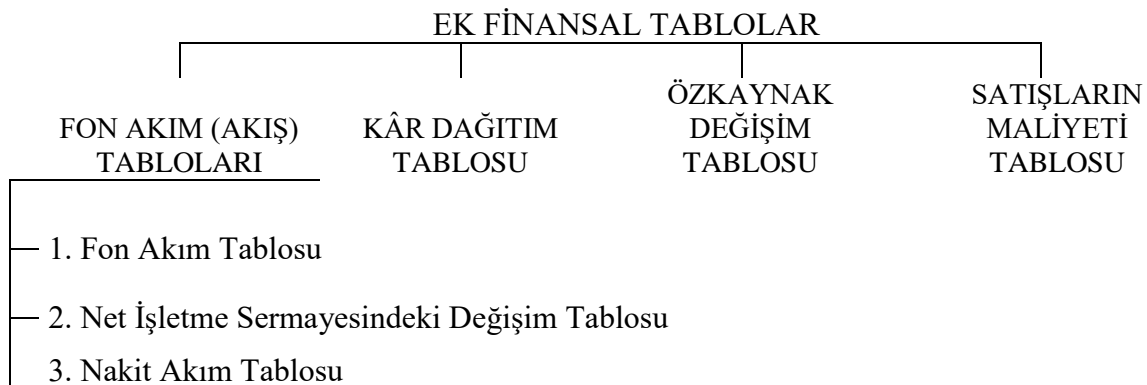 EK FİNANSAL TABLOLAR
FON AKIM (AKIŞ)
TABLOLARI
KÂR DAĞITIM
TABLOSU
ÖZKAYNAK
DEĞİŞİM
TABLOSU
SATIŞLARIN
MALİYETİ
TABLOSU
1. Fon Akım Tablosu
2. Net İşletme Sermayesindeki Değişim Tablosu
3. Nakit Akım Tablosu